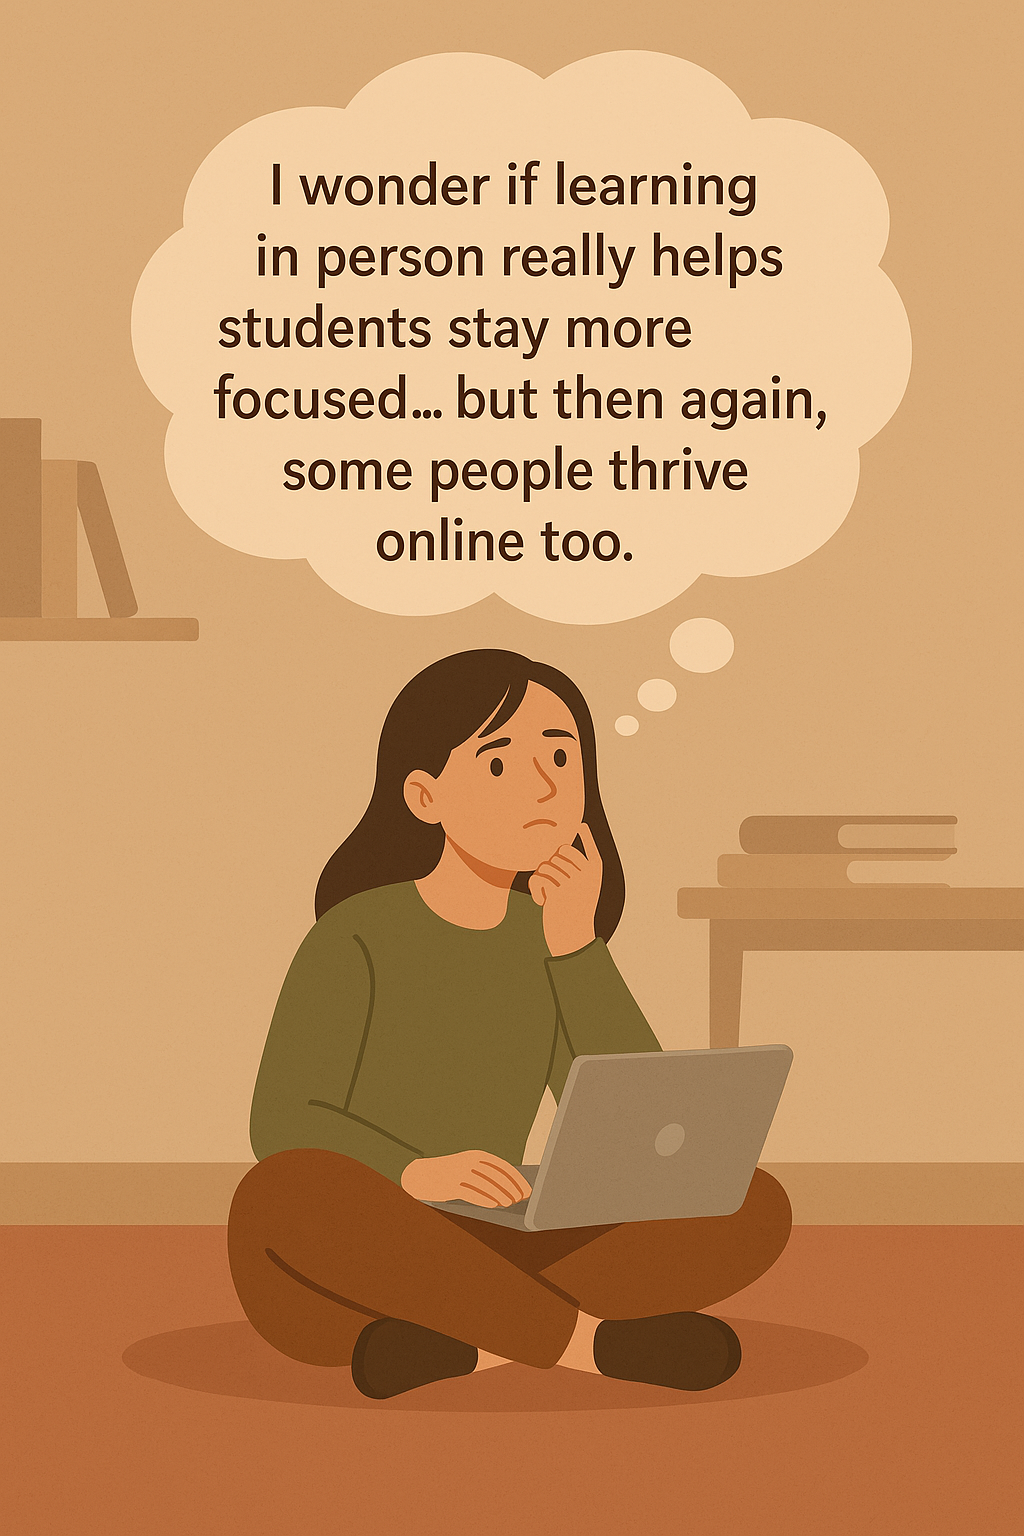 I wonder if learning
in person really helps
students stay more
focused... but then again,
some people thrive
online too.